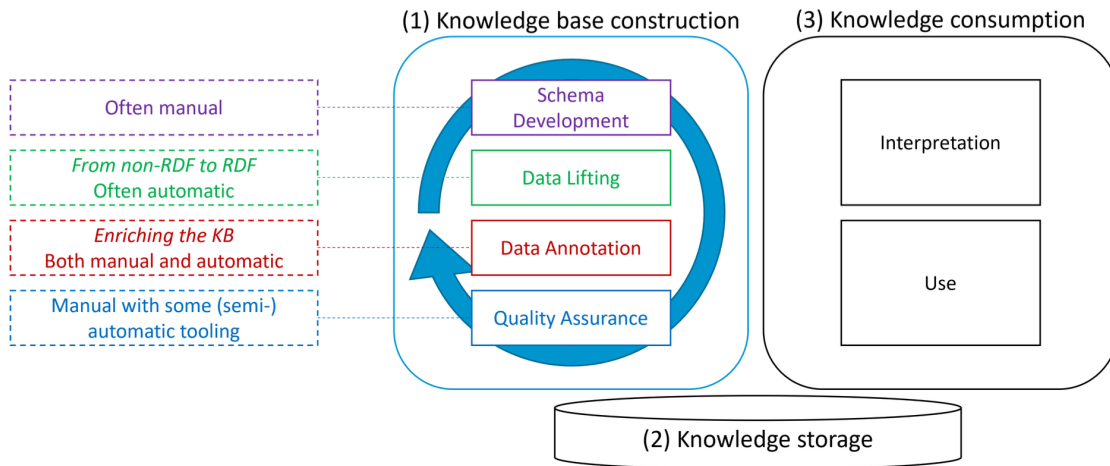 (1) Knowledge base construction
(3) Knowledge consumption
Often manual
Schema
Development
From non-RDF to RDF
Often automatic
Data Lifting
Enriching the KB
Both manual and automatic
Data Annotation
Manual with some (semi-)
automatic tooling
Quality Assurance
Interpretation
Use
(2) Knowledge storage